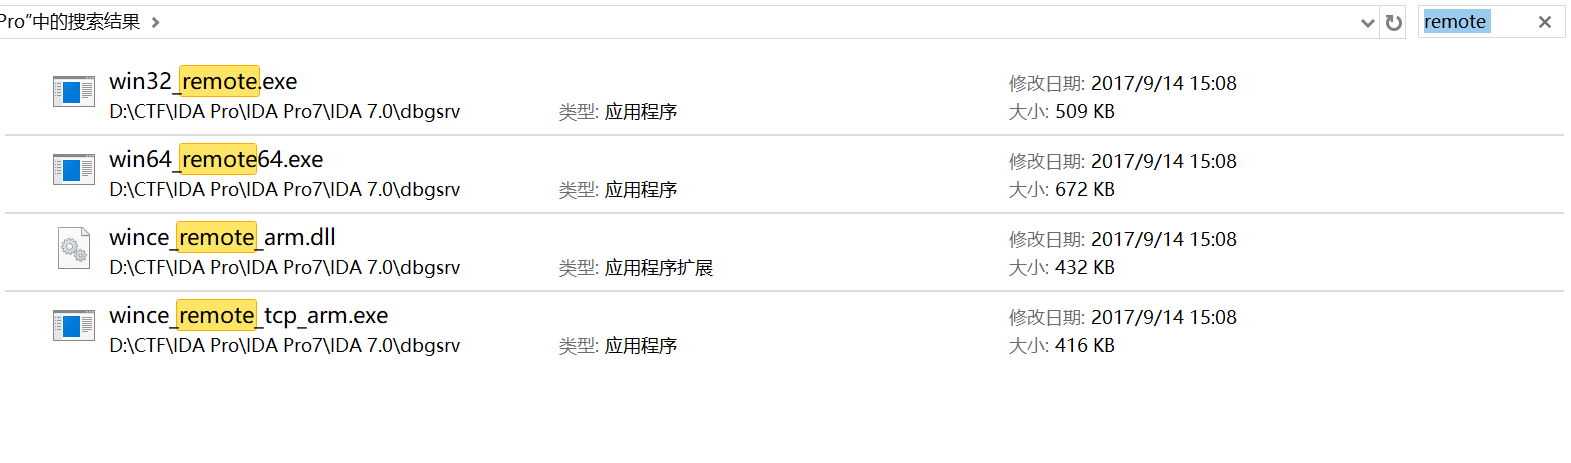 Pro”中的搜索结果
remote
win32_remote.exe
修改日期: 2017/9/14 15:08
D:\CTF\IDA Pro\IDA Pro7\IDA 7.0\dbgsrv
类型: 应用程序
大小: 509 KB
win64_remote64.exe
修改日期: 2017/9/14 15:08
D:\CTF\IDA Pro\IDA Pro7\IDA 7.0\dbgsrv
类型: 应用程序
大小: 672 KB
wince_remote_arm.dll
修改日期: 2017/9/14 15:08
D:\CTF\IDA Pro\IDA Pro7\IDA 7.0\dbgsrv
类型: 应用程序扩展
大小: 432 KB
wince_remote_tcp_arm.exe
修改日期: 2017/9/14 15:08
D:\CTF\IDA Pro\IDA Pro7\IDA 7.0\dbgsrv
类型: 应用程序
大小: 416 KB